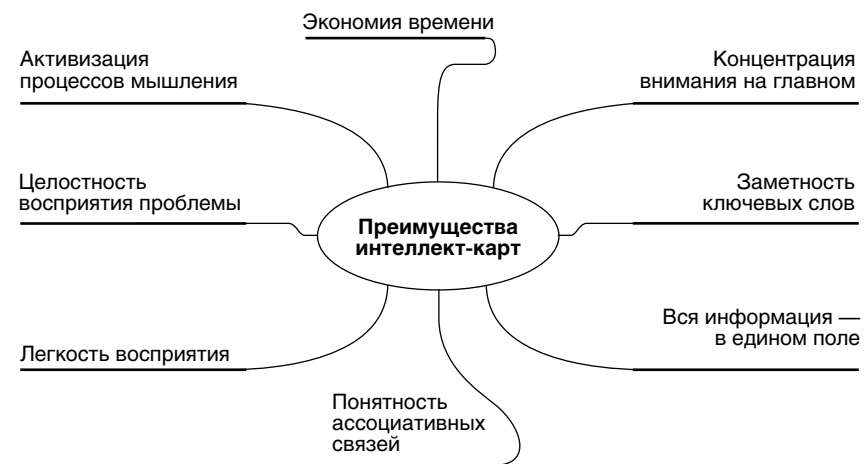 Экономия времени
Активизация
процессов мышления
Концентрация
внимания на главном
Целостность
восприятия проблемы
Преимущества
интеллект-карт
Заметность
ключевых слов
Легкость восприятия
Вся информация —
в едином поле
Понятность
ассоциативных
связей